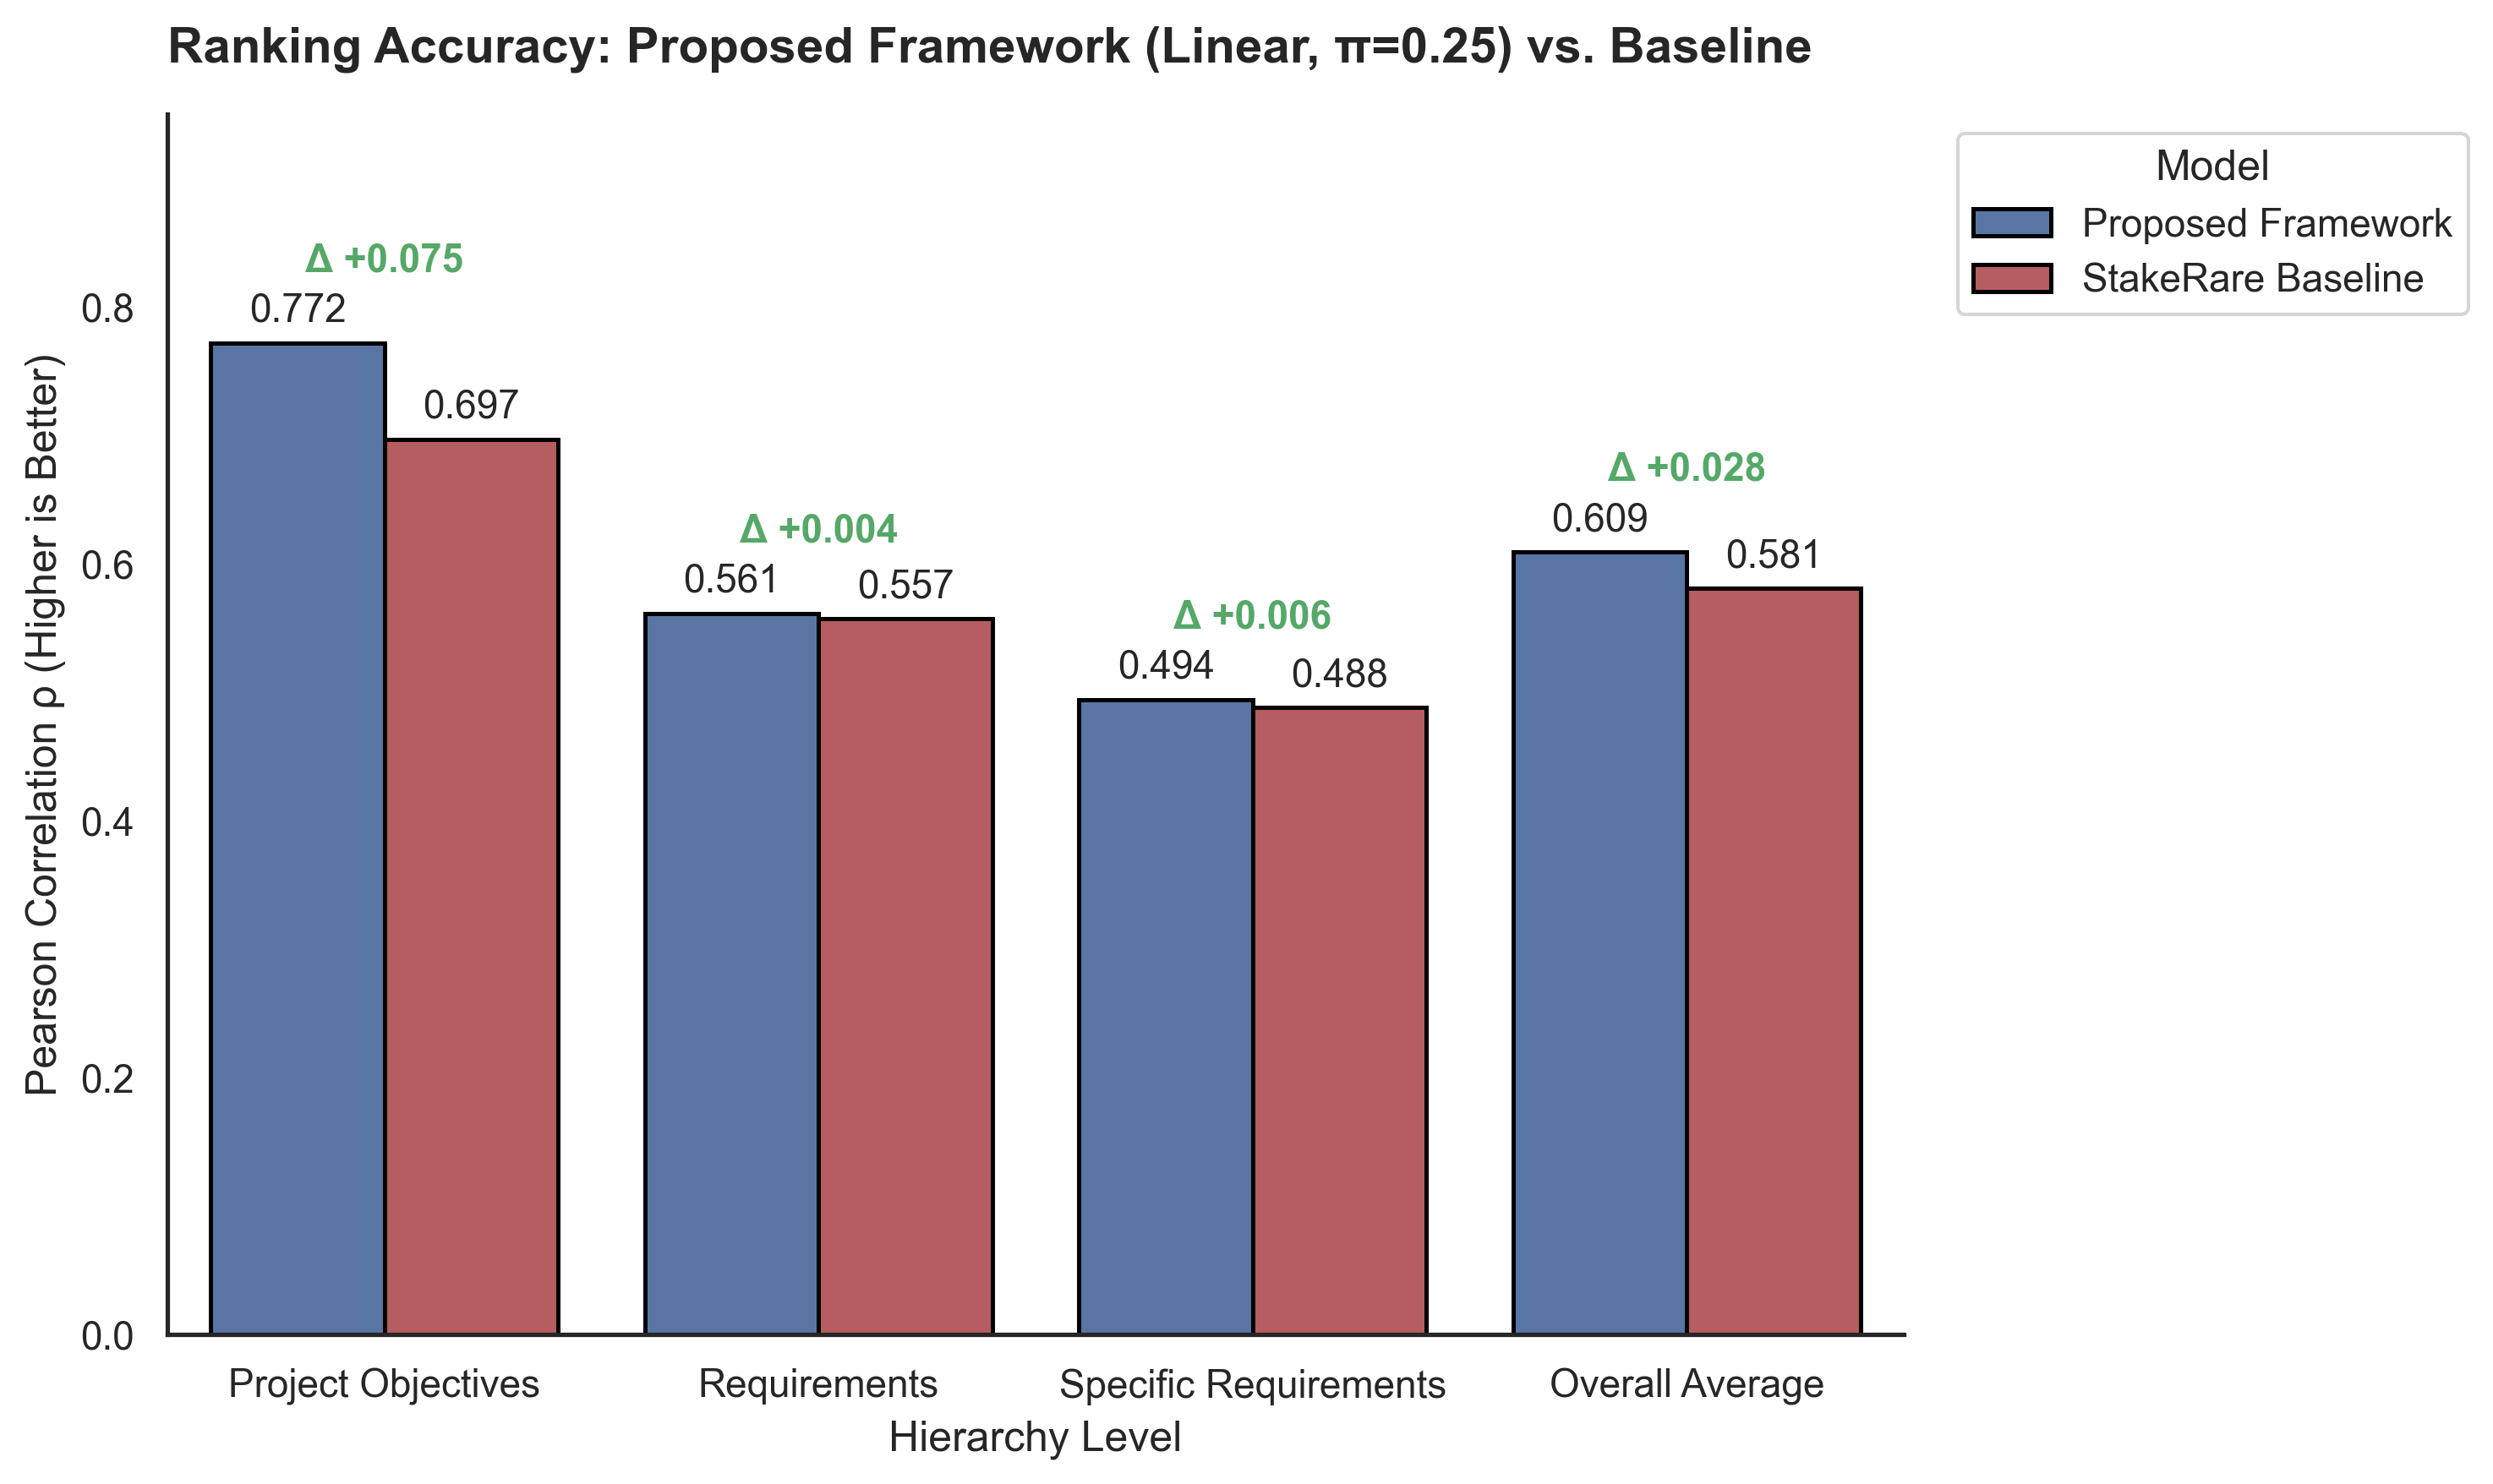 Ranking Accuracy: Proposed Framework (Linear, π=0.25) vs. Baseline
Model
Proposed Framework
StakeRare Baseline
Pearson Correlation ρ (Higher is Better)
0.8
0.6
0.4
0.2
0.0
Δ +0.075
0.772
0.697
Δ +0.004
0.561
0.557
Δ +0.006
0.494
0.488
Δ +0.028
0.609
0.581
Project Objectives
Requirements
Specific Requirements
Overall Average
Hierarchy Level